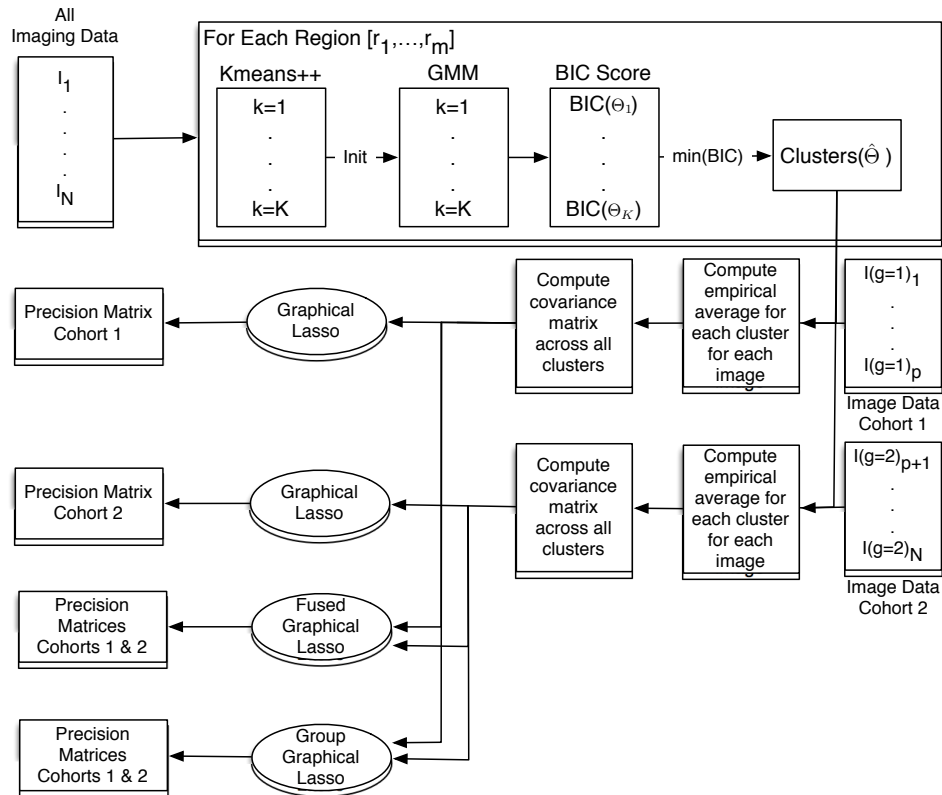 All
Imaging Data
I1
.
.
.
.
IN
For Each Region [r1,...,rm]
Kmeans++
k=1
.
.
.
k=K
Init
GMM
k=1
.
.
.
k=K
BIC Score
BIC(Θ1)
.
.
.
BIC(ΘK)
min(BIC)
Clusters(Θ̂ )
Precision Matrix
Cohort 1
Graphical
Lasso
Compute
covariance
matrix
across all
clusters
Compute
empirical
average for
each cluster
for each
image
I(g=1)1
.
.
.
I(g=1)p
Image Data
Cohort 1
Precision Matrix
Cohort 2
Graphical
Lasso
Compute
covariance
matrix
across all
clusters
Compute
empirical
average for
each cluster
for each
image
I(g=2)p+1
.
.
.
I(g=2)N
Image Data
Cohort 2
Precision
Matrices
Cohorts 1 & 2
Fused
Graphical
Lasso
Precision
Matrices
Cohorts 1 & 2
Group
Graphical
Lasso